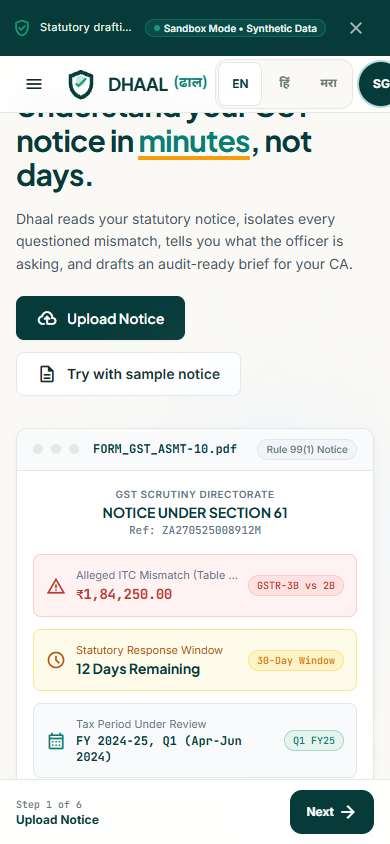 Statutory drafti...
Sandbox Mode • Synthetic Data
DHAAL (ढाल)
EN
हिं
मरा
SG
Understand your GST
notice in minutes, not
days.
Dhaal reads your statutory notice, isolates every
questioned mismatch, tells you what the officer is
asking, and drafts an audit-ready brief for your CA.
Upload Notice
Try with sample notice
FORM_GST_ASMT-10.pdf
Rule 99(1) Notice
GST SCRUTINY DIRECTORATE
NOTICE UNDER SECTION 61
Ref: ZA270525008912M
Alleged ITC Mismatch (Table ...
₹1,84,250.00
GSTR-3B vs 2B
Statutory Response Window
12 Days Remaining
30-Day Window
Tax Period Under Review
FY 2024-25, Q1 (Apr-Jun
2024)
Q1 FY25
Step 1 of 6
Upload Notice
Next